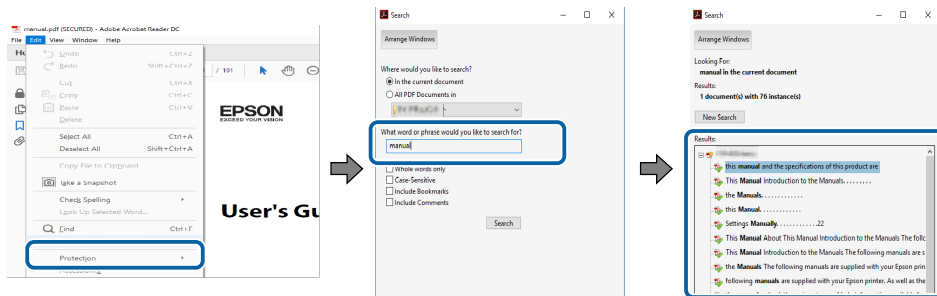 manual.pdf (SECURED) - Adobe Acrobat Reader DC
File Edit View Window Help
Undo Ctrl+Z
Redo Shift+Ctrl+Z
Cut Ctrl+X
Copy Ctrl+C
Paste Ctrl+V
Delete
Select All Ctrl+A
Deselect All Shift+Ctrl+A
Copy File to Clipboard
Take a Snapshot
Check Spelling
Look Up Selected Word...
Find Ctrl+F
Protection
/ 191
EPSON
EXCEED YOUR VISION
User's Gu
Search
Arrange Windows
Where would you like to search?
In the current document
All PDF Documents in
What word or phrase would you like to search for?
manual
Whole words only
Case-Sensitive
Include Bookmarks
Include Comments
Search
Search
Arrange Windows
Looking For:
manual in the current document
Results:
1 document(s) with 76 instance(s)
New Search
Results:
this manual and the specifications of this product are
This Manual Introduction to the Manuals. . . . . . . . .
the Manuals. . . . . . . . . . . . .
this Manual. . . . . . . . . . . . .
Settings Manually. . . . . . . . . . . . .22
This Manual About This Manual Introduction to the Manuals The follo
This Manual Introduction to the Manuals The following manuals are s
the Manuals The following manuals are supplied with your Epson prin
following manuals are supplied with your Epson printer. As well as the